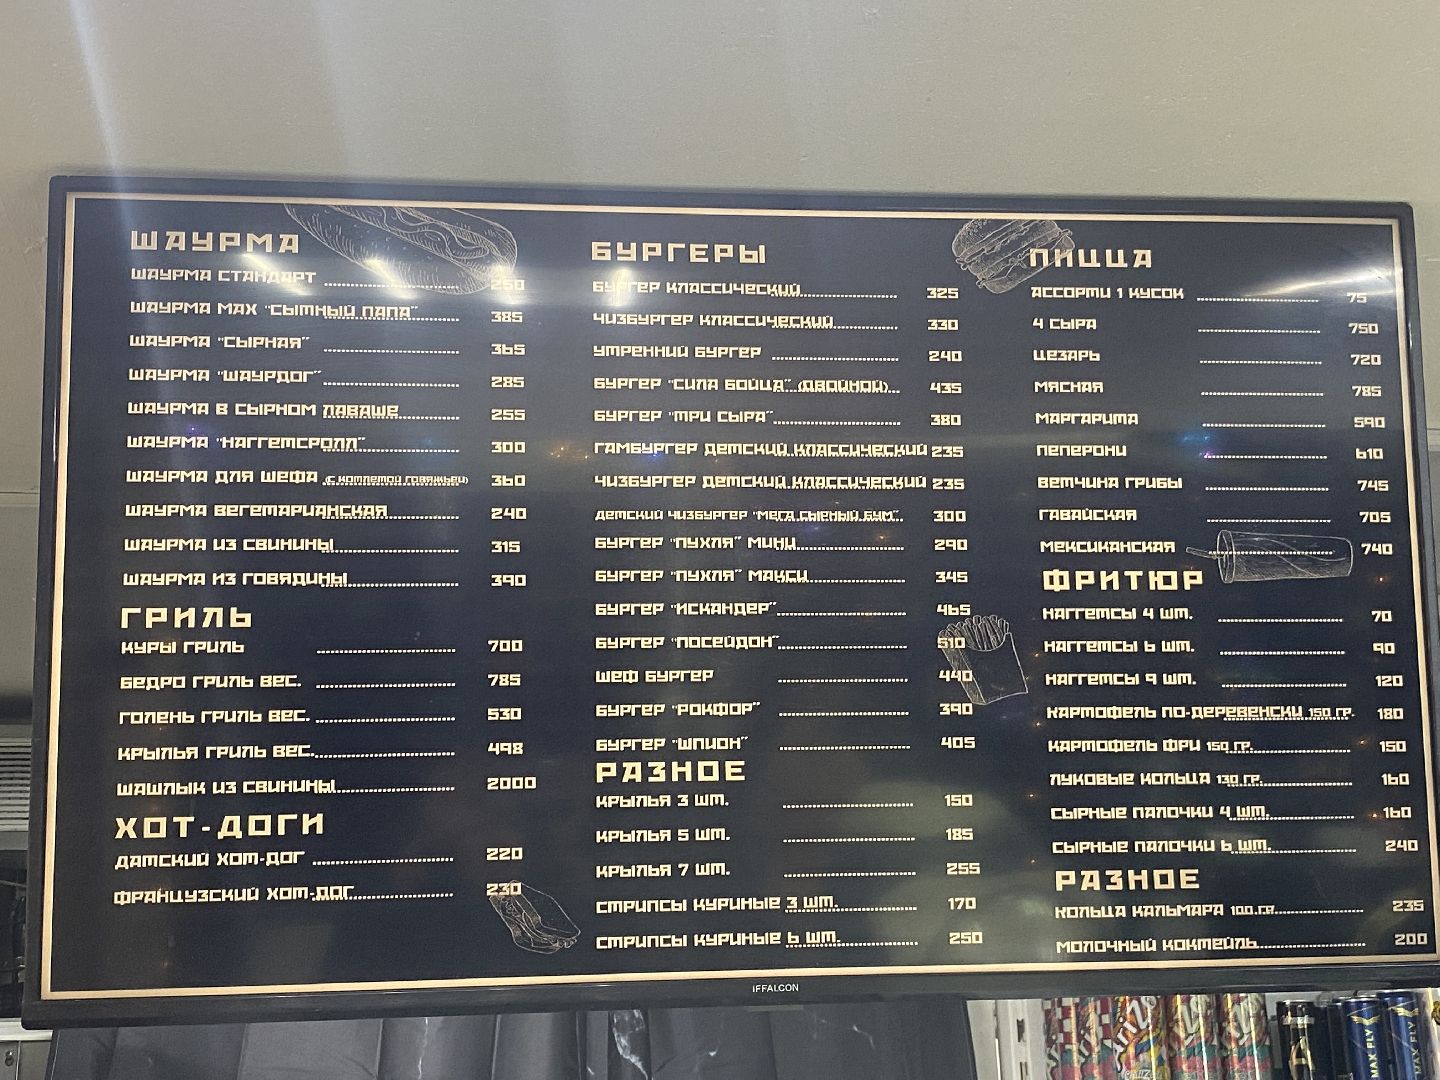 ШАУРМА
ШАУРМА СТАНДАРТ 250
ШАУРМА МАХ "СЫТНЫЙ ПАПА" 385
ШАУРМА "СЫРНАЯ" 365
ШАУРМА "ШАУРДОГ" 285
ШАУРМА В СЫРНОМ ЛАВАШЕ 255
ШАУРМА "НАГГЕТСРОЛЛ" 300
ШАУРМА ДЛЯ ШЕФА (С КОТЛЕТОЙ ГОВЯЖЬЕЙ) 360
ШАУРМА ВЕГЕТАРИАНСКАЯ 240
ШАУРМА ИЗ СВИНИНЫ 315
ШАУРМА ИЗ ГОВЯДИНЫ 390
ГРИЛЬ
КУРЫ ГРИЛЬ 700
БЕДРО ГРИЛЬ ВЕС. 785
ГОЛЕНЬ ГРИЛЬ ВЕС. 530
КРЫЛЬЯ ГРИЛЬ ВЕС. 498
ШАШЛЫК ИЗ СВИНИНЫ 2000
ХОТ-ДОГИ
ДАТСКИЙ ХОТ-ДОГ 220
ФРАНЦУЗСКИЙ ХОТ-ДОГ 230
БУРГЕРЫ
БУРГЕР КЛАССИЧЕСКИЙ 325
ЧИЗБУРГЕР КЛАССИЧЕСКИЙ 330
УТРЕННИЙ БУРГЕР 240
БУРГЕР "СИЛА БОЙЦА" (ДВОЙНОЙ) 435
БУРГЕР "ТРИ СЫРА" 380
ГАМБУРГЕР ДЕТСКИЙ КЛАССИЧЕСКИЙ 235
ЧИЗБУРГЕР ДЕТСКИЙ КЛАССИЧЕСКИЙ 235
ДЕТСКИЙ ЧИЗБУРГЕР "МЕГА СЫРНЫЙ БУМ" 300
БУРГЕР "ПУХЛЯ" МИНИ 290
БУРГЕР "ПУХЛЯ" МАКСИ 345
БУРГЕР "ИСКАНДЕР" 465
БУРГЕР "ПОСЕЙДОН" 510
ШЕФ БУРГЕР 440
БУРГЕР "РОКФОР" 390
БУРГЕР "ШПИОН" 405
РАЗНОЕ
КРЫЛЬЯ 3 ШТ. 150
КРЫЛЬЯ 5 ШТ. 185
КРЫЛЬЯ 7 ШТ. 255
СТРИПСЫ КУРИНЫЕ 3 ШТ. 170
СТРИПСЫ КУРИНЫЕ 6 ШТ. 250
ПИЦЦА
АССОРТИ 1 КУСОК 75
4 СЫРА 750
ЦЕЗАРЬ 720
МЯСНАЯ 785
МАРГАРИТА 590
ПЕПЕРОНИ 610
ВЕТЧИНА ГРИБЫ 745
ГАВАЙСКАЯ 705
МЕКСИКАНСКАЯ 740
ФРИТЮР
НАГГЕТСЫ 4 ШТ. 70
НАГГЕТСЫ 6 ШТ. 90
НАГГЕТСЫ 9 ШТ. 120
КАРТОФЕЛЬ ПО-ДЕРЕВЕНСКИ 150 ГР. 180
КАРТОФЕЛЬ ФРИ 150 ГР. 150
ЛУКОВЫЕ КОЛЬЦА 130 ГР. 160
СЫРНЫЕ ПАЛОЧКИ 4 ШТ. 160
СЫРНЫЕ ПАЛОЧКИ 6 ШТ. 240
РАЗНОЕ
КОЛЬЦА КАЛЬМАРА 100 ГР. 235
МОЛОЧНЫЙ КОКТЕЙЛЬ 200
IFFALCON
MAX FLY
MAX FLY